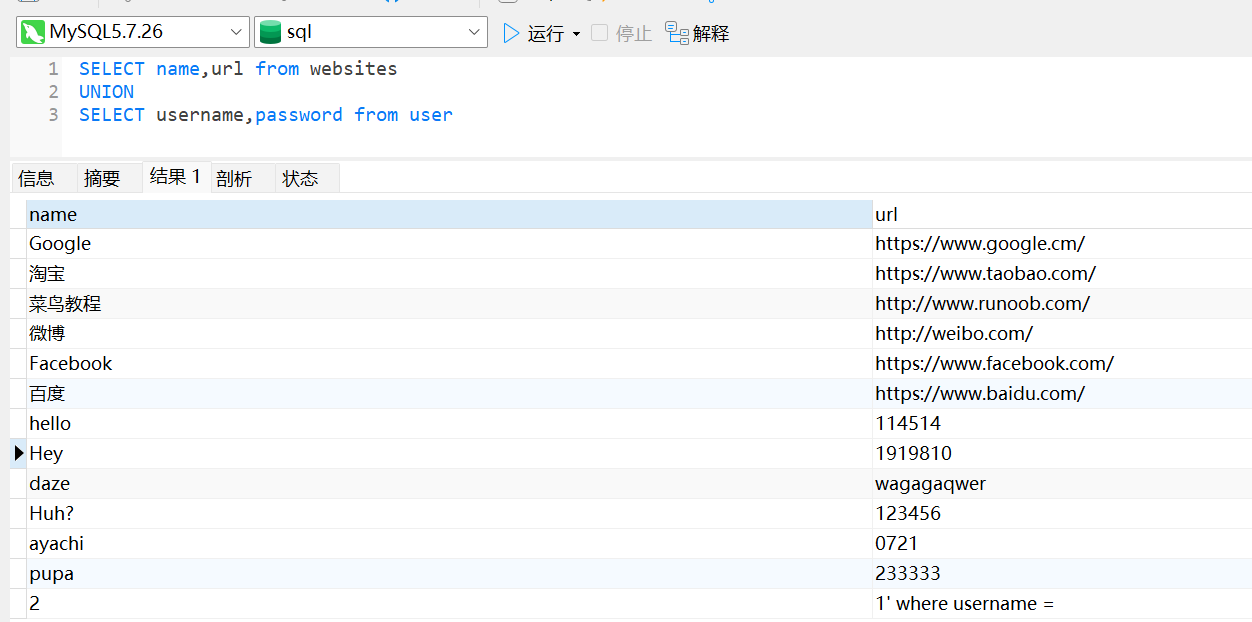 MySQL5.7.26 sql 运行 停止 解释
1 SELECT name,url from websites
2 UNION
3 SELECT username,password from user
信息 摘要 结果 1 剖析 状态
name url
Google https://www.google.cm/
淘宝 https://www.taobao.com/
菜鸟教程 http://www.runoob.com/
微博 http://weibo.com/
Facebook https://www.facebook.com/
百度 https://www.baidu.com/
hello 114514
Hey 1919810
daze wagagaqwer
Huh? 123456
ayachi 0721
pupa 233333
2 1' where username =